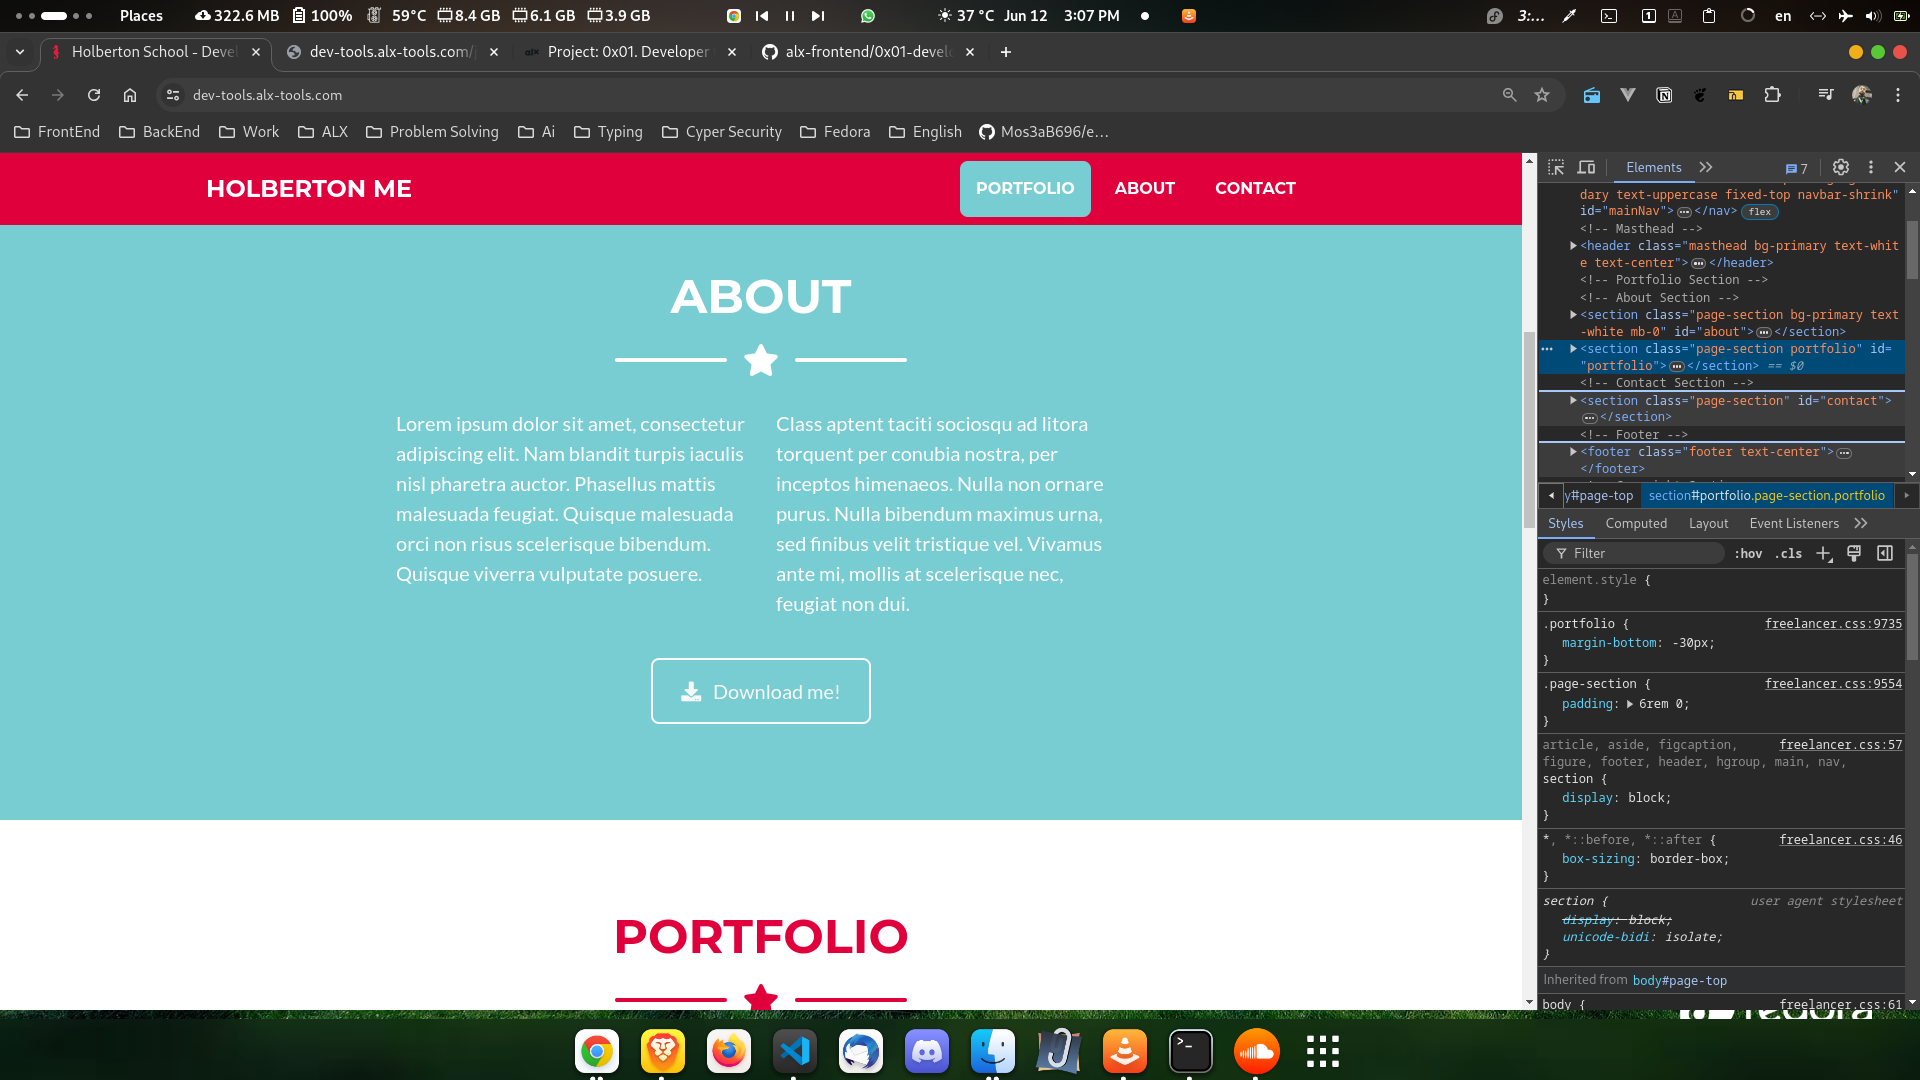 Places 322.6 MB 100% 59°C 8.4 GB 6.1 GB 3.9 GB 37 °C Jun 12 3:07 PM 3:... 1 A en
Holberton School - Deve dev-tools.alx-tools.com/ Project: 0x01. Developer alx-frontend/0x01-devel
dev-tools.alx-tools.com
FrontEnd BackEnd Work ALX Problem Solving Ai Typing Cyper Security Fedora English Mos3aB696/e...
HOLBERTON ME PORTFOLIO ABOUT CONTACT
ABOUT
Lorem ipsum dolor sit amet, consectetur
adipiscing elit. Nam blandit turpis iaculis
nisl pharetra auctor. Phasellus mattis
malesuada feugiat. Quisque malesuada
orci non risus scelerisque bibendum.
Quisque viverra vulputate posuere.
Class aptent taciti sociosqu ad litora
torquent per conubia nostra, per
inceptos himenaeos. Nulla non ornare
purus. Nulla bibendum maximus urna,
sed finibus velit tristique vel. Vivamus
ante mi, mollis at scelerisque nec,
feugiat non dui.
Download me!
PORTFOLIO
Elements 7
dary text-uppercase fixed-top navbar-shrink"
id="mainNav"> </nav> flex
<!-- Masthead -->
<header class="masthead bg-primary text-whit
e text-center"> </header>
<!-- Portfolio Section -->
<!-- About Section -->
<section class="page-section bg-primary text
-white mb-0" id="about"> </section>
<section class="page-section portfolio" id=
"portfolio"> </section> == $0
<!-- Contact Section -->
<section class="page-section" id="contact">
</section>
<!-- Footer -->
<footer class="footer text-center">
</footer>
y#page-top section#portfolio.page-section.portfolio
Styles Computed Layout Event Listeners
Filter :hov .cls
element.style {
}
.portfolio { freelancer.css:9735
margin-bottom: -30px;
}
.page-section { freelancer.css:9554
padding: 6rem 0;
}
article, aside, figcaption, freelancer.css:57
figure, footer, header, hgroup, main, nav,
section {
display: block;
}
*, *::before, *::after { freelancer.css:46
box-sizing: border-box;
}
section { user agent stylesheet
display: block;
unicode-bidi: isolate;
}
Inherited from body#page-top
body { freelancer.css:61